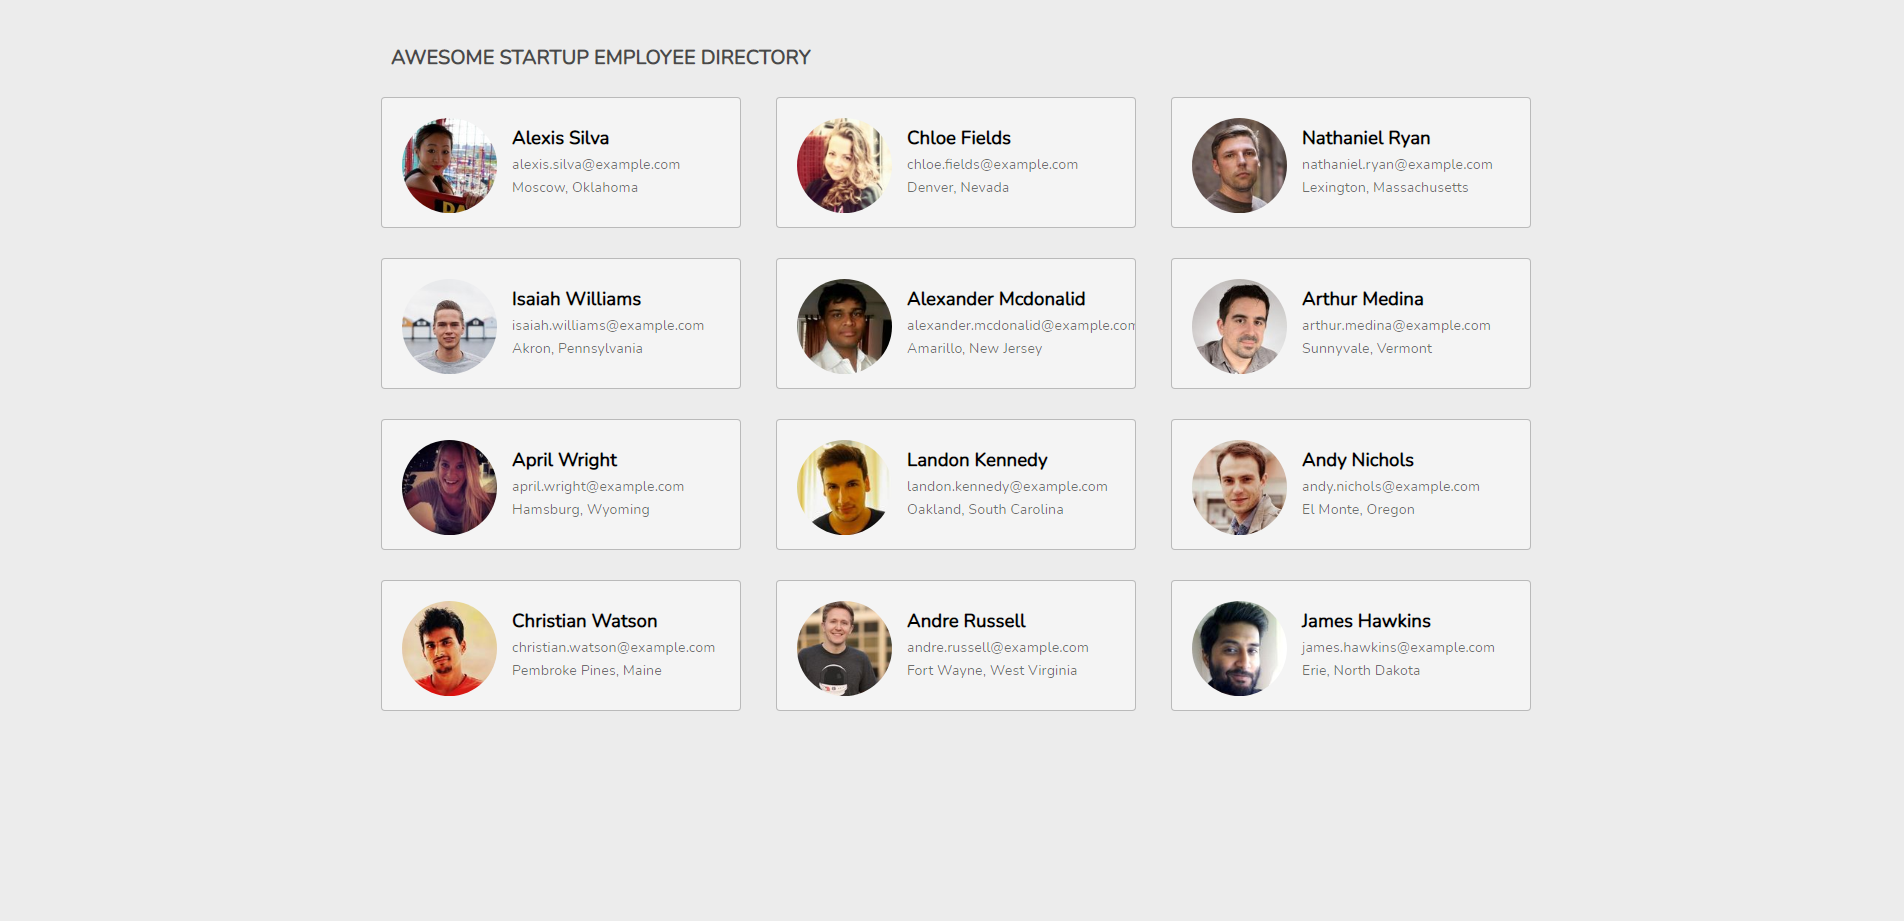 AWESOME STARTUP EMPLOYEE DIRECTORY
Alexis Silva
alexis.silva@example.com
Moscow, Oklahoma
Chloe Fields
chloe.fields@example.com
Denver, Nevada
Nathaniel Ryan
nathaniel.ryan@example.com
Lexington, Massachusetts
Isaiah Williams
isaiah.williams@example.com
Akron, Pennsylvania
Alexander Mcdonalid
alexander.mcdonalid@example.com
Amarillo, New Jersey
Arthur Medina
arthur.medina@example.com
Sunnyvale, Vermont
April Wright
april.wright@example.com
Hamsburg, Wyoming
Landon Kennedy
landon.kennedy@example.com
Oakland, South Carolina
Andy Nichols
andy.nichols@example.com
El Monte, Oregon
Christian Watson
christian.watson@example.com
Pembroke Pines, Maine
Andre Russell
andre.russell@example.com
Fort Wayne, West Virginia
James Hawkins
james.hawkins@example.com
Erie, North Dakota